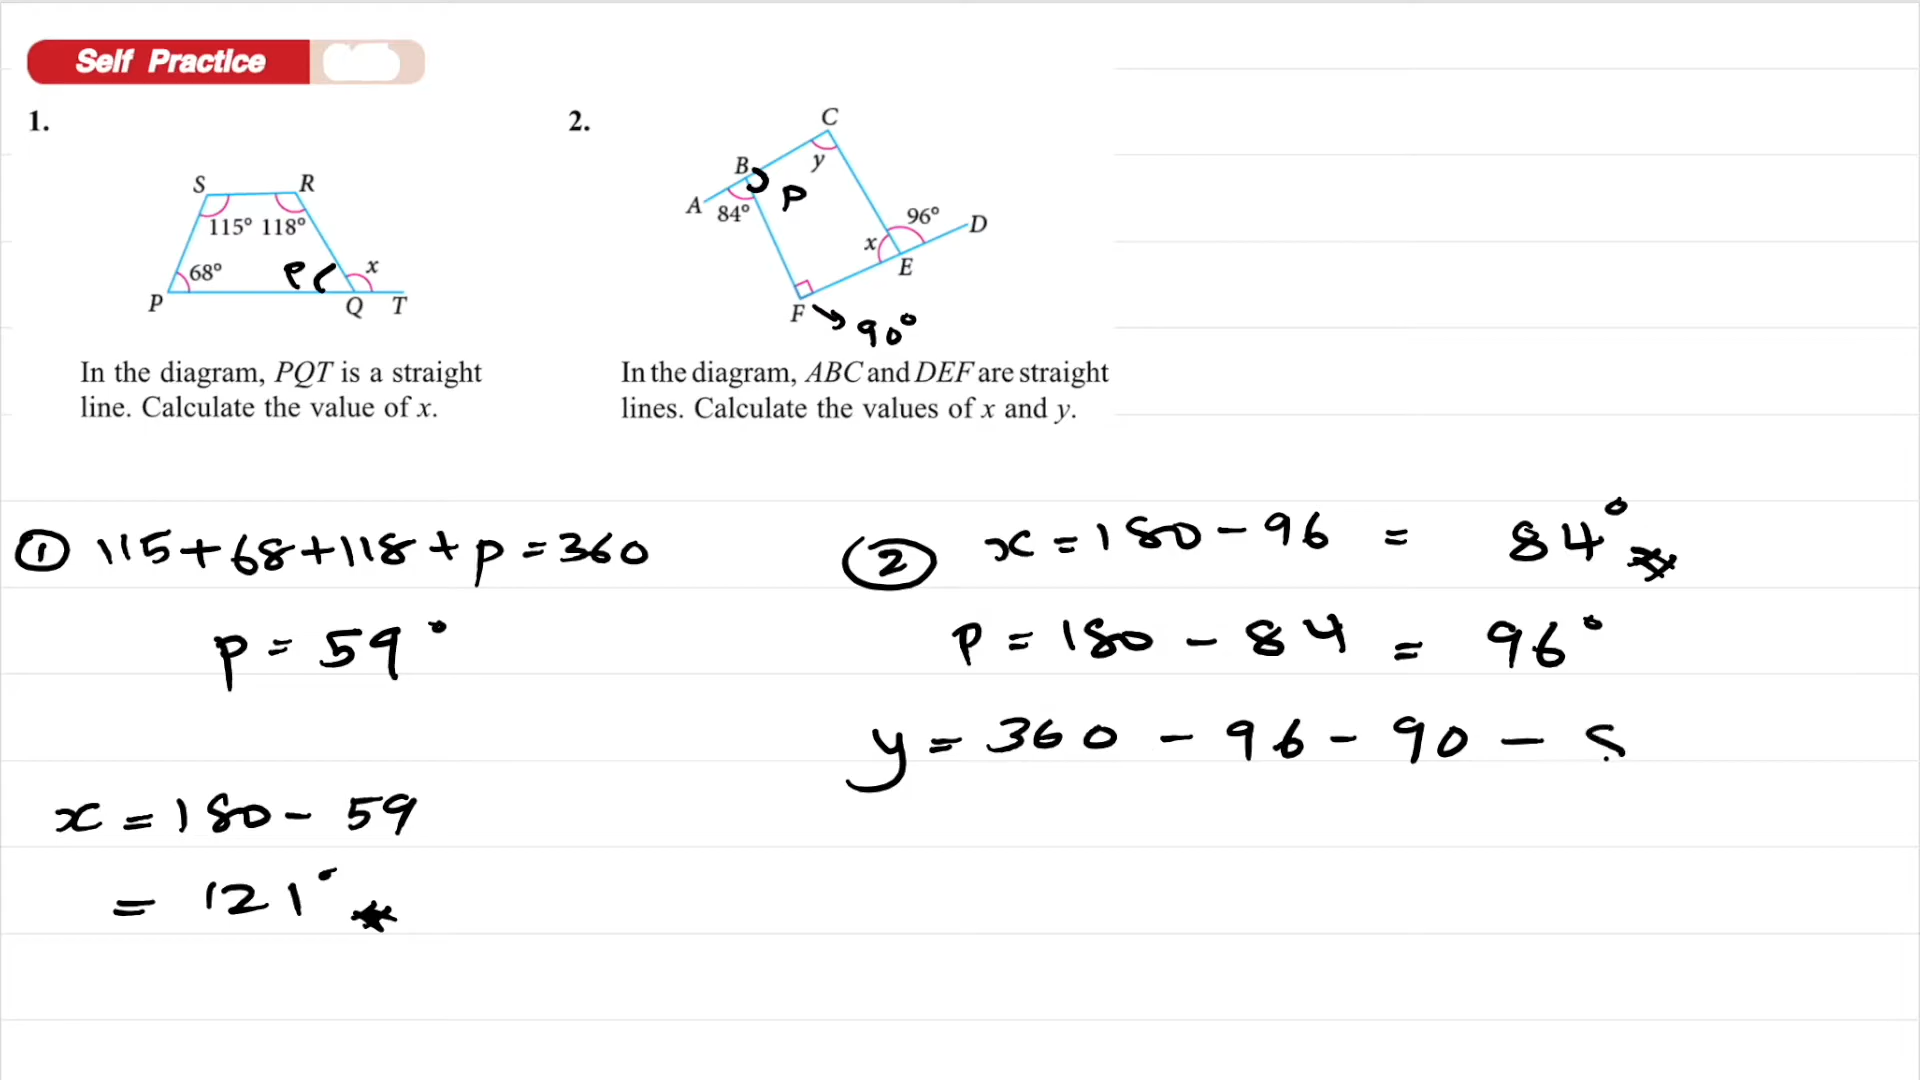 Self Practice
1.
S R
115° 118°
68° P x
P Q T
In the diagram, PQT is a straight
line. Calculate the value of x.
2.
C
B y
P
A 84° 96° D
x
E
F → 90°
In the diagram, ABC and DEF are straight
lines. Calculate the values of x and y.
① 115+68+118+p=360
p = 59°
x = 180 - 59
= 121°
② x = 180 - 96 = 84°
P = 180 - 84 = 96°
y = 360 - 96 - 90 -